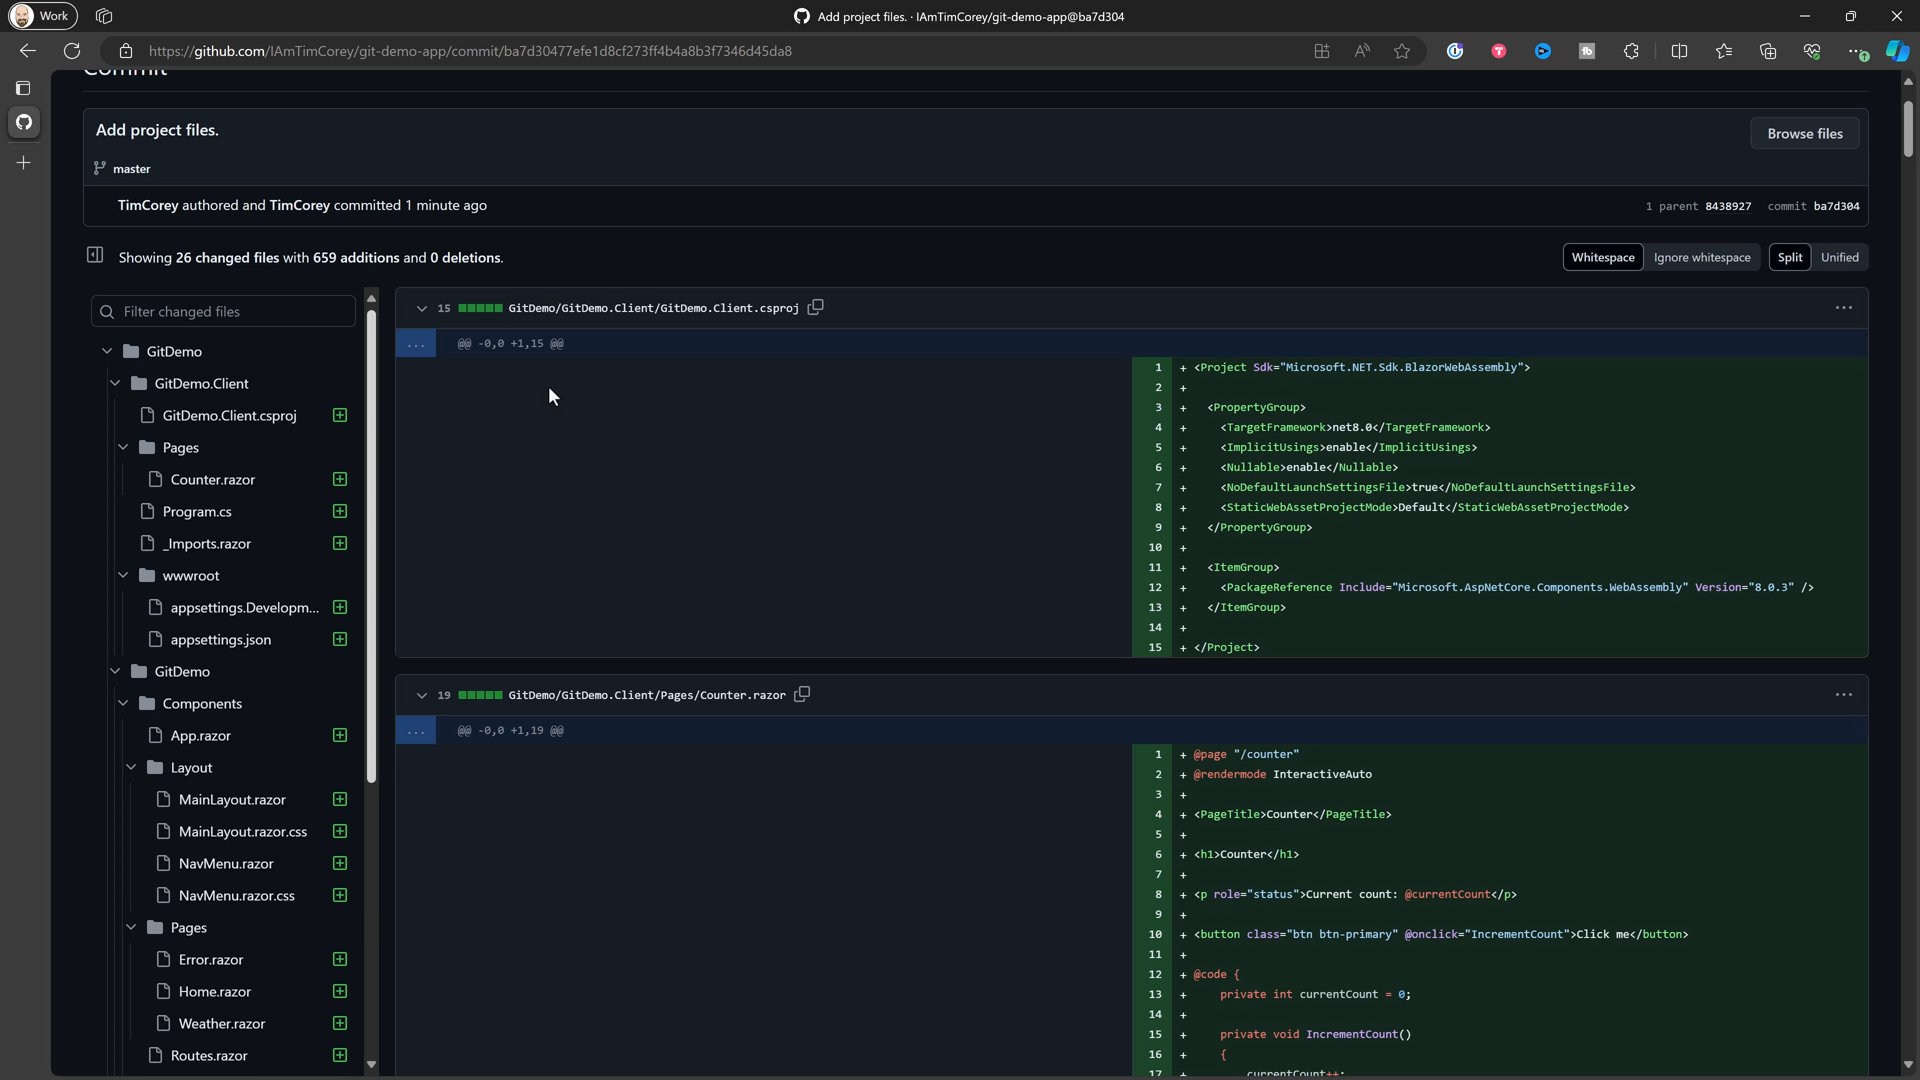 Work
Add project files. · IAmTimCorey/git-demo-app@ba7d304
https://github.com/IAmTimCorey/git-demo-app/commit/ba7d30477efe1d8cf273ff4b4a8b3f7346d45da8
Commit
Add project files.
Browse files
master
TimCorey authored and TimCorey committed 1 minute ago
1 parent 8438927 commit ba7d304
Showing 26 changed files with 659 additions and 0 deletions.
Whitespace Ignore whitespace Split Unified
Filter changed files
GitDemo
GitDemo.Client
GitDemo.Client.csproj
Pages
Counter.razor
Program.cs
_Imports.razor
wwwroot
appsettings.Developm...
appsettings.json
GitDemo
Components
App.razor
Layout
MainLayout.razor
MainLayout.razor.css
NavMenu.razor
NavMenu.razor.css
Pages
Error.razor
Home.razor
Weather.razor
Routes.razor
15 GitDemo/GitDemo.Client/GitDemo.Client.csproj
... @@ -0,0 +1,15 @@
1 + <Project Sdk="Microsoft.NET.Sdk.BlazorWebAssembly">
2 +
3 + <PropertyGroup>
4 + <TargetFramework>net8.0</TargetFramework>
5 + <ImplicitUsings>enable</ImplicitUsings>
6 + <Nullable>enable</Nullable>
7 + <NoDefaultLaunchSettingsFile>true</NoDefaultLaunchSettingsFile>
8 + <StaticWebAssetProjectMode>Default</StaticWebAssetProjectMode>
9 + </PropertyGroup>
10 +
11 + <ItemGroup>
12 + <PackageReference Include="Microsoft.AspNetCore.Components.WebAssembly" Version="8.0.3" />
13 + </ItemGroup>
14 +
15 + </Project>
19 GitDemo/GitDemo.Client/Pages/Counter.razor
... @@ -0,0 +1,19 @@
1 + @page "/counter"
2 + @rendermode InteractiveAuto
3 +
4 + <PageTitle>Counter</PageTitle>
5 +
6 + <h1>Counter</h1>
7 +
8 + <p role="status">Current count: @currentCount</p>
9 +
10 + <button class="btn btn-primary" @onclick="IncrementCount">Click me</button>
11 +
12 + @code {
13 + private int currentCount = 0;
14 +
15 + private void IncrementCount()
16 + {
17 + currentCount++;